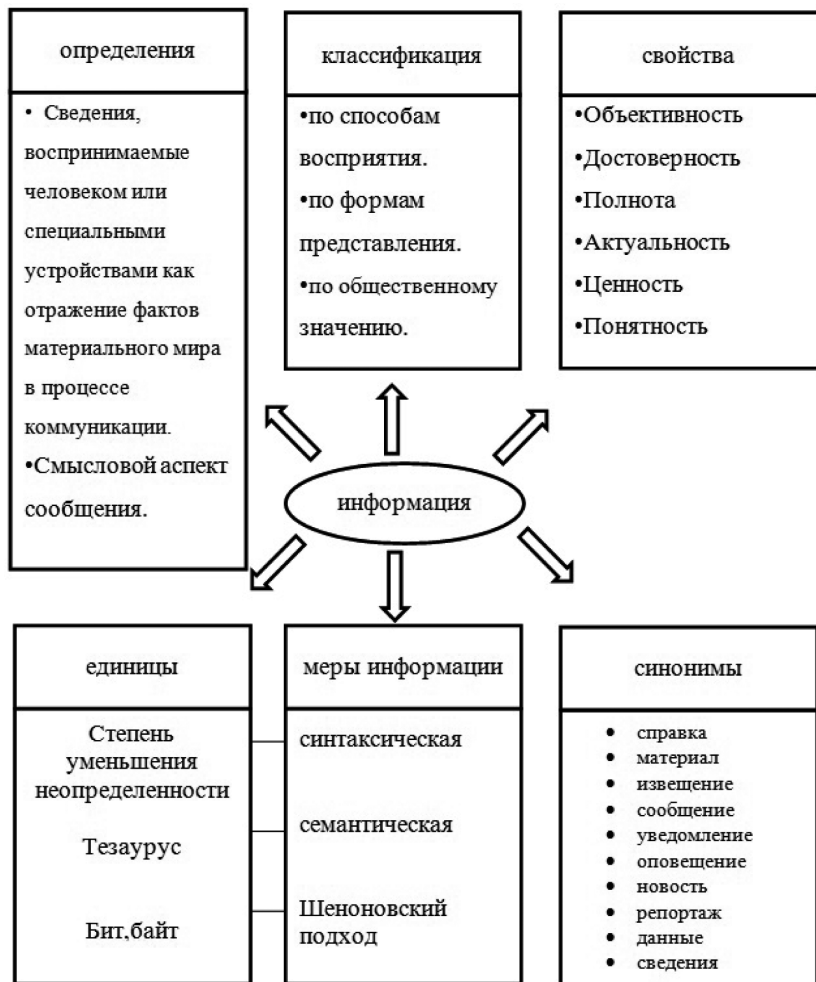 определения
• Сведения,
воспринимаемые
человеком или
специальными
устройствами как
отражение фактов
материального мира
в процессе
коммуникации.
•Смысловой аспект
сообщения.
классификация
•по способам
восприятия.
•по формам
представления.
•по общественному
значению.
свойства
•Объективность
•Достоверность
•Полнота
•Актуальность
•Ценность
•Понятность
информация
единицы
Степень
уменьшения
неопределенности
Тезаурус
Бит,байт
меры информации
синтаксическая
семантическая
Шеноновский
подход
синонимы
• справка
• материал
• извещение
• сообщение
• уведомление
• оповещение
• новость
• репортаж
• данные
• сведения